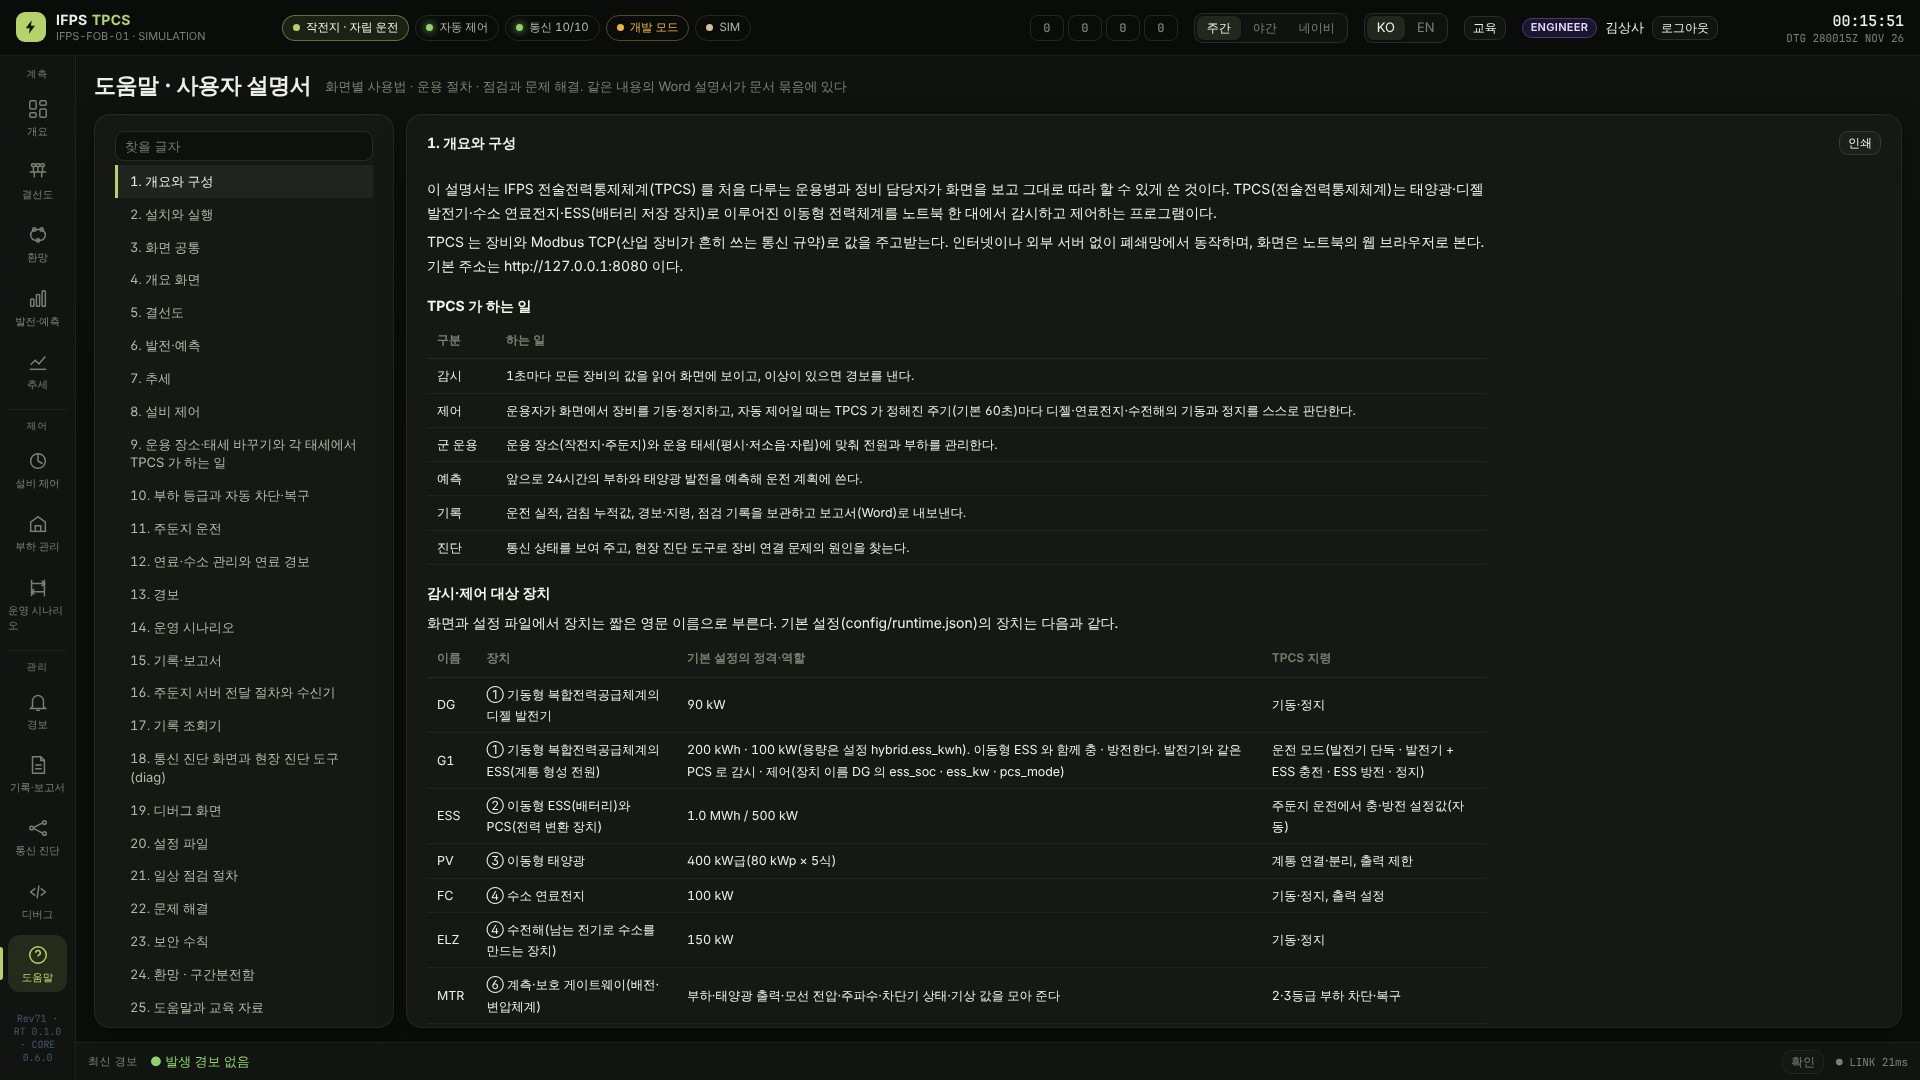 IFPS TPCS
IFPS-FOB-01 · SIMULATION
작전지 · 자립 운전
자동 제어
통신 10/10
개발 모드
SIM
0 0 0 0
주간 야간 네이비
KO EN
교육
ENGINEER 김상사 로그아웃
00:15:51
DTG 280015Z NOV 26
계측
개요
결선도
환망
발전·예측
추세
제어
설비 제어
부하 관리
운영 시나리
오
관리
경보
기록·보고서
통신 진단
디버그
도움말
Rev71 ·
RT 0.1.0
· CORE
0.6.0
도움말 · 사용자 설명서
화면별 사용법 · 운용 절차 · 점검과 문제 해결. 같은 내용의 Word 설명서가 문서 묶음에 있다
찾을 글자
1. 개요와 구성
2. 설치와 실행
3. 화면 공통
4. 개요 화면
5. 결선도
6. 발전·예측
7. 추세
8. 설비 제어
9. 운용 장소·태세 바꾸기와 각 태세에서
TPCS 가 하는 일
10. 부하 등급과 자동 차단·복구
11. 주둔지 운전
12. 연료·수소 관리와 연료 경보
13. 경보
14. 운영 시나리오
15. 기록·보고서
16. 주둔지 서버 전달 절차와 수신기
17. 기록 조회기
18. 통신 진단 화면과 현장 진단 도구
(diag)
19. 디버그 화면
20. 설정 파일
21. 일상 점검 절차
22. 문제 해결
23. 보안 수칙
24. 환망 · 구간분전함
25. 도움말과 교육 자료
1. 개요와 구성
인쇄
이 설명서는 IFPS 전술전력통제체계(TPCS) 를 처음 다루는 운용병과 정비 담당자가 화면을 보고 그대로 따라 할 수 있게 쓴 것이다. TPCS(전술전력통제체계)는 태양광·디젤
발전기·수소 연료전지·ESS(배터리 저장 장치)로 이루어진 이동형 전력체계를 노트북 한 대에서 감시하고 제어하는 프로그램이다.
TPCS 는 장비와 Modbus TCP(산업 장비가 흔히 쓰는 통신 규약)로 값을 주고받는다. 인터넷이나 외부 서버 없이 폐쇄망에서 동작하며, 화면은 노트북의 웹 브라우저로 본다.
기본 주소는 http://127.0.0.1:8080 이다.
TPCS 가 하는 일
구분 하는 일
감시 1초마다 모든 장비의 값을 읽어 화면에 보이고, 이상이 있으면 경보를 낸다.
제어 운용자가 화면에서 장비를 기동·정지하고, 자동 제어일 때는 TPCS 가 정해진 주기(기본 60초)마다 디젤·연료전지·수전해의 기동과 정지를 스스로 판단한다.
군 운용 운용 장소(작전지·주둔지)와 운용 태세(평시·저소음·자립)에 맞춰 전원과 부하를 관리한다.
예측 앞으로 24시간의 부하와 태양광 발전을 예측해 운전 계획에 쓴다.
기록 운전 실적, 검침 누적값, 경보·지령, 점검 기록을 보관하고 보고서(Word)로 내보낸다.
진단 통신 상태를 보여 주고, 현장 진단 도구로 장비 연결 문제의 원인을 찾는다.
감시·제어 대상 장치
화면과 설정 파일에서 장치는 짧은 영문 이름으로 부른다. 기본 설정(config/runtime.json)의 장치는 다음과 같다.
이름 장치 기본 설정의 정격·역할 TPCS 지령
DG ① 기동형 복합전력공급체계의
디젤 발전기 90 kW 기동·정지
G1 ① 기동형 복합전력공급체계의
ESS(계통 형성 전원) 200 kWh · 100 kW(용량은 설정 hybrid.ess_kwh). 이동형 ESS 와 함께 충 · 방전한다. 발전기와 같은
PCS 로 감시 · 제어(장치 이름 DG 의 ess_soc · ess_kw · pcs_mode) 운전 모드(발전기 단독 · 발전기 +
ESS 충전 · ESS 방전 · 정지)
ESS ② 이동형 ESS(배터리)와
PCS(전력 변환 장치) 1.0 MWh / 500 kW 주둔지 운전에서 충·방전 설정값(자
동)
PV ③ 이동형 태양광 400 kW급(80 kWp × 5식) 계통 연결·분리, 출력 제한
FC ④ 수소 연료전지 100 kW 기동·정지, 출력 설정
ELZ ④ 수전해(남는 전기로 수소를
만드는 장치) 150 kW 기동·정지
MTR ⑥ 계측·보호 게이트웨이(배전·
변압체계) 부하·태양광 출력·모선 전압·주파수·차단기 상태·기상 값을 모아 준다 2·3등급 부하 차단·복구
최신 경보 발생 경보 없음
확인 LINK 21ms